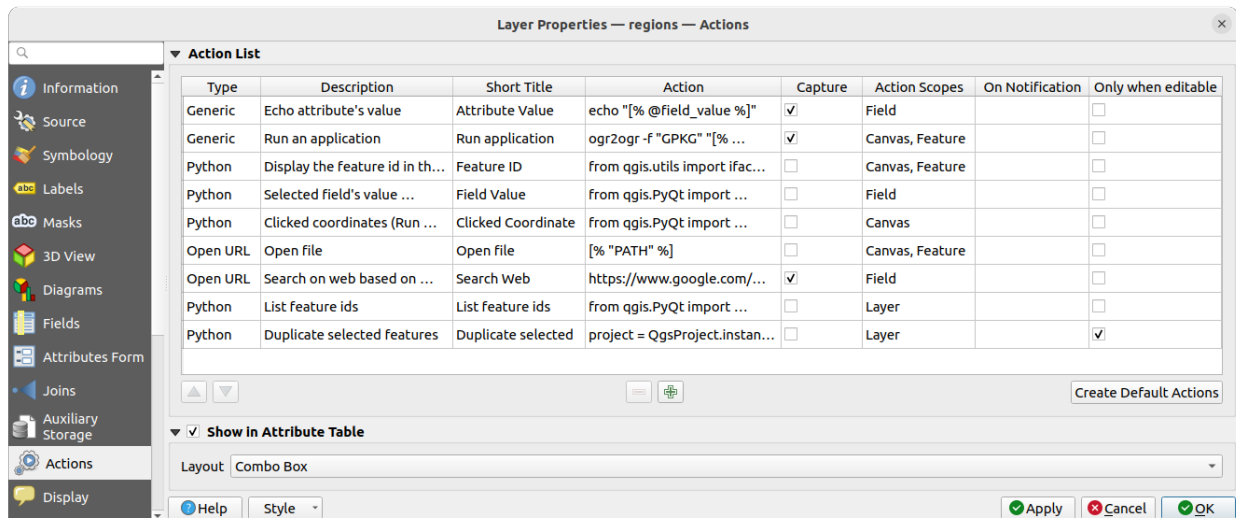 Layer Properties — regions — Actions
Information
Source
Symbology
abc Labels
abc Masks
3D View
Diagrams
Fields
Attributes Form
Joins
Auxiliary
Storage
Actions
Display
Action List
Type Description Short Title Action Capture Action Scopes On Notification Only when editable
Generic Echo attribute's value Attribute Value echo "[% @field_value %]" Field
Generic Run an application Run application ogr2ogr -f "GPKG" "[% … Canvas, Feature
Python Display the feature id in th… Feature ID from qgis.utils import ifac… Canvas, Feature
Python Selected field's value … Field Value from qgis.PyQt import … Field
Python Clicked coordinates (Run … Clicked Coordinate from qgis.PyQt import … Canvas
Open URL Open file Open file [% "PATH" %] Canvas, Feature
Open URL Search on web based on … Search Web https://www.google.com/… Field
Python List feature ids List feature ids from qgis.PyQt import … Layer
Python Duplicate selected features Duplicate selected project = QgsProject.instan… Layer
Create Default Actions
Show in Attribute Table
Layout Combo Box
Help Style Apply Cancel OK